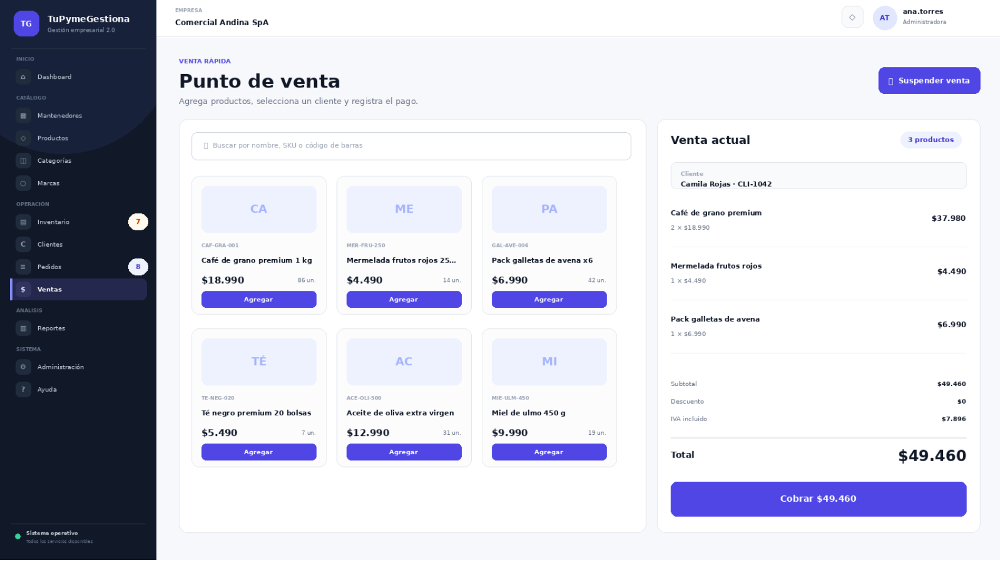 TG
TuPymeGestiona
Gestión empresarial 2.0
INICIO
Dashboard
CATÁLOGO
Mantenedores
Productos
Categorías
Marcas
OPERACIÓN
Inventario 7
C Clientes
Pedidos 8
$ Ventas
ANÁLISIS
Reportes
SISTEMA
Administración
? Ayuda
Sistema operativo
Todos los servicios disponibles
EMPRESA
Comercial Andina SpA
AT
ana.torres
Administradora
VENTA RÁPIDA
Punto de venta
Agrega productos, selecciona un cliente y registra el pago.
Suspender venta
Buscar por nombre, SKU o código de barras
CA
CAF-GRA-001
Café de grano premium 1 kg
$18.990 86 un.
Agregar
ME
MER-FRU-250
Mermelada frutos rojos 25...
$4.490 14 un.
Agregar
PA
GAL-AVE-006
Pack galletas de avena x6
$6.990 42 un.
Agregar
TÉ
TE-NEG-020
Té negro premium 20 bolsas
$5.490 7 un.
Agregar
AC
ACE-OLI-500
Aceite de oliva extra virgen
$12.990 31 un.
Agregar
MI
MIE-ULM-450
Miel de ulmo 450 g
$9.990 19 un.
Agregar
Venta actual
3 productos
Cliente
Camila Rojas · CLI-1042
Café de grano premium
2 × $18.990
$37.980
Mermelada frutos rojos
1 × $4.490
$4.490
Pack galletas de avena
1 × $6.990
$6.990
Subtotal $49.460
Descuento $0
IVA incluido $7.896
Total $49.460
Cobrar $49.460